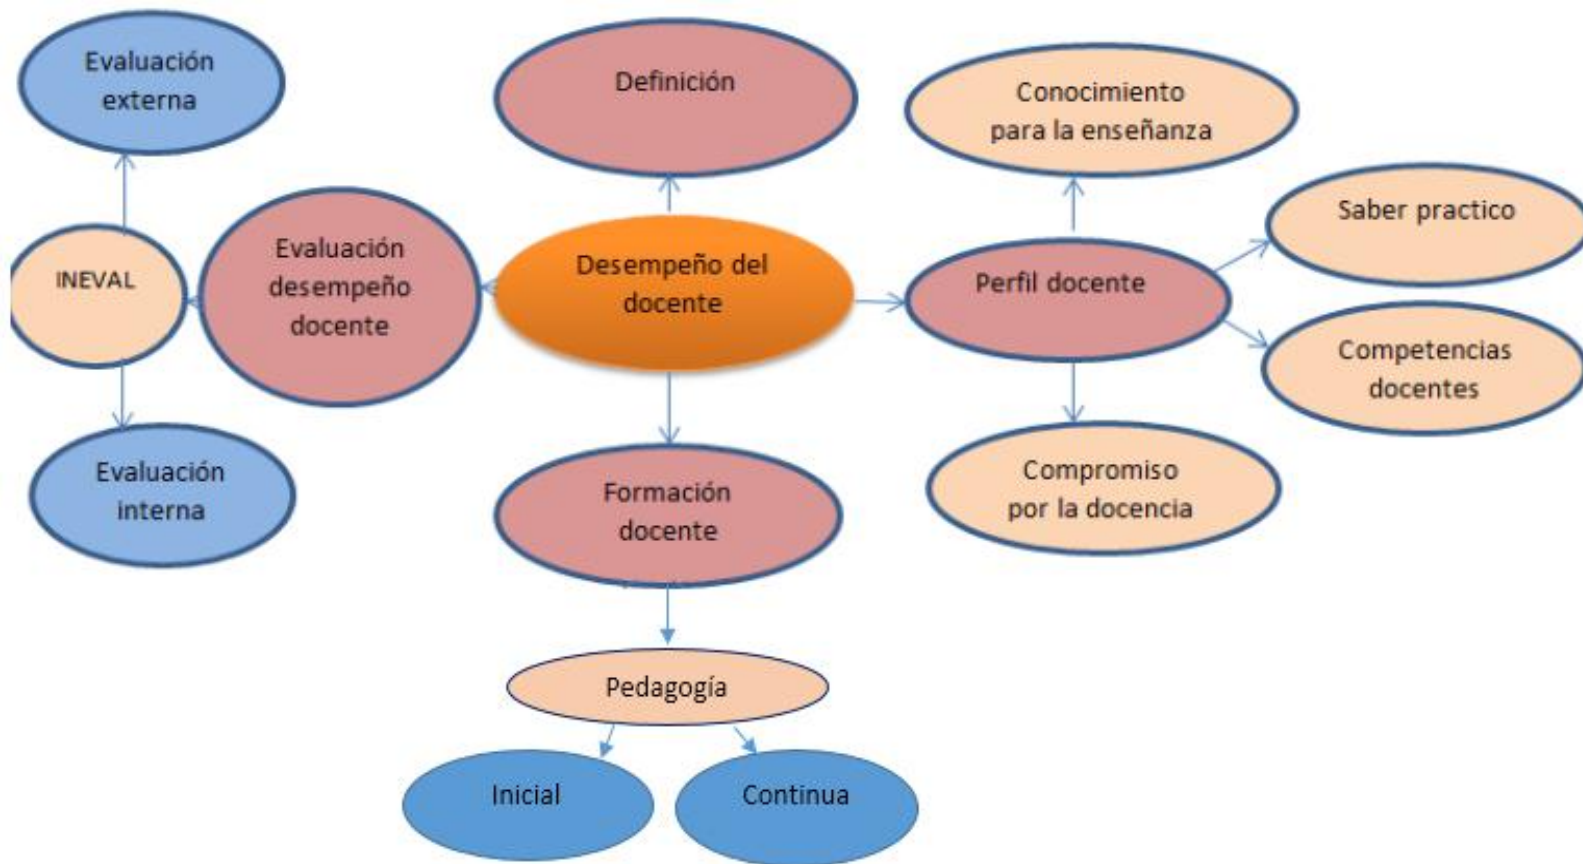 Evaluación
externa
Definición
Conocimiento
para la enseñanza
Saber practico
INEVAL
Evaluación
desempeño
docente
Desempeño del
docente
Perfil docente
Competencias
docentes
Evaluación
interna
Formación
docente
Compromiso
por la docencia
Pedagogía
Inicial
Continua